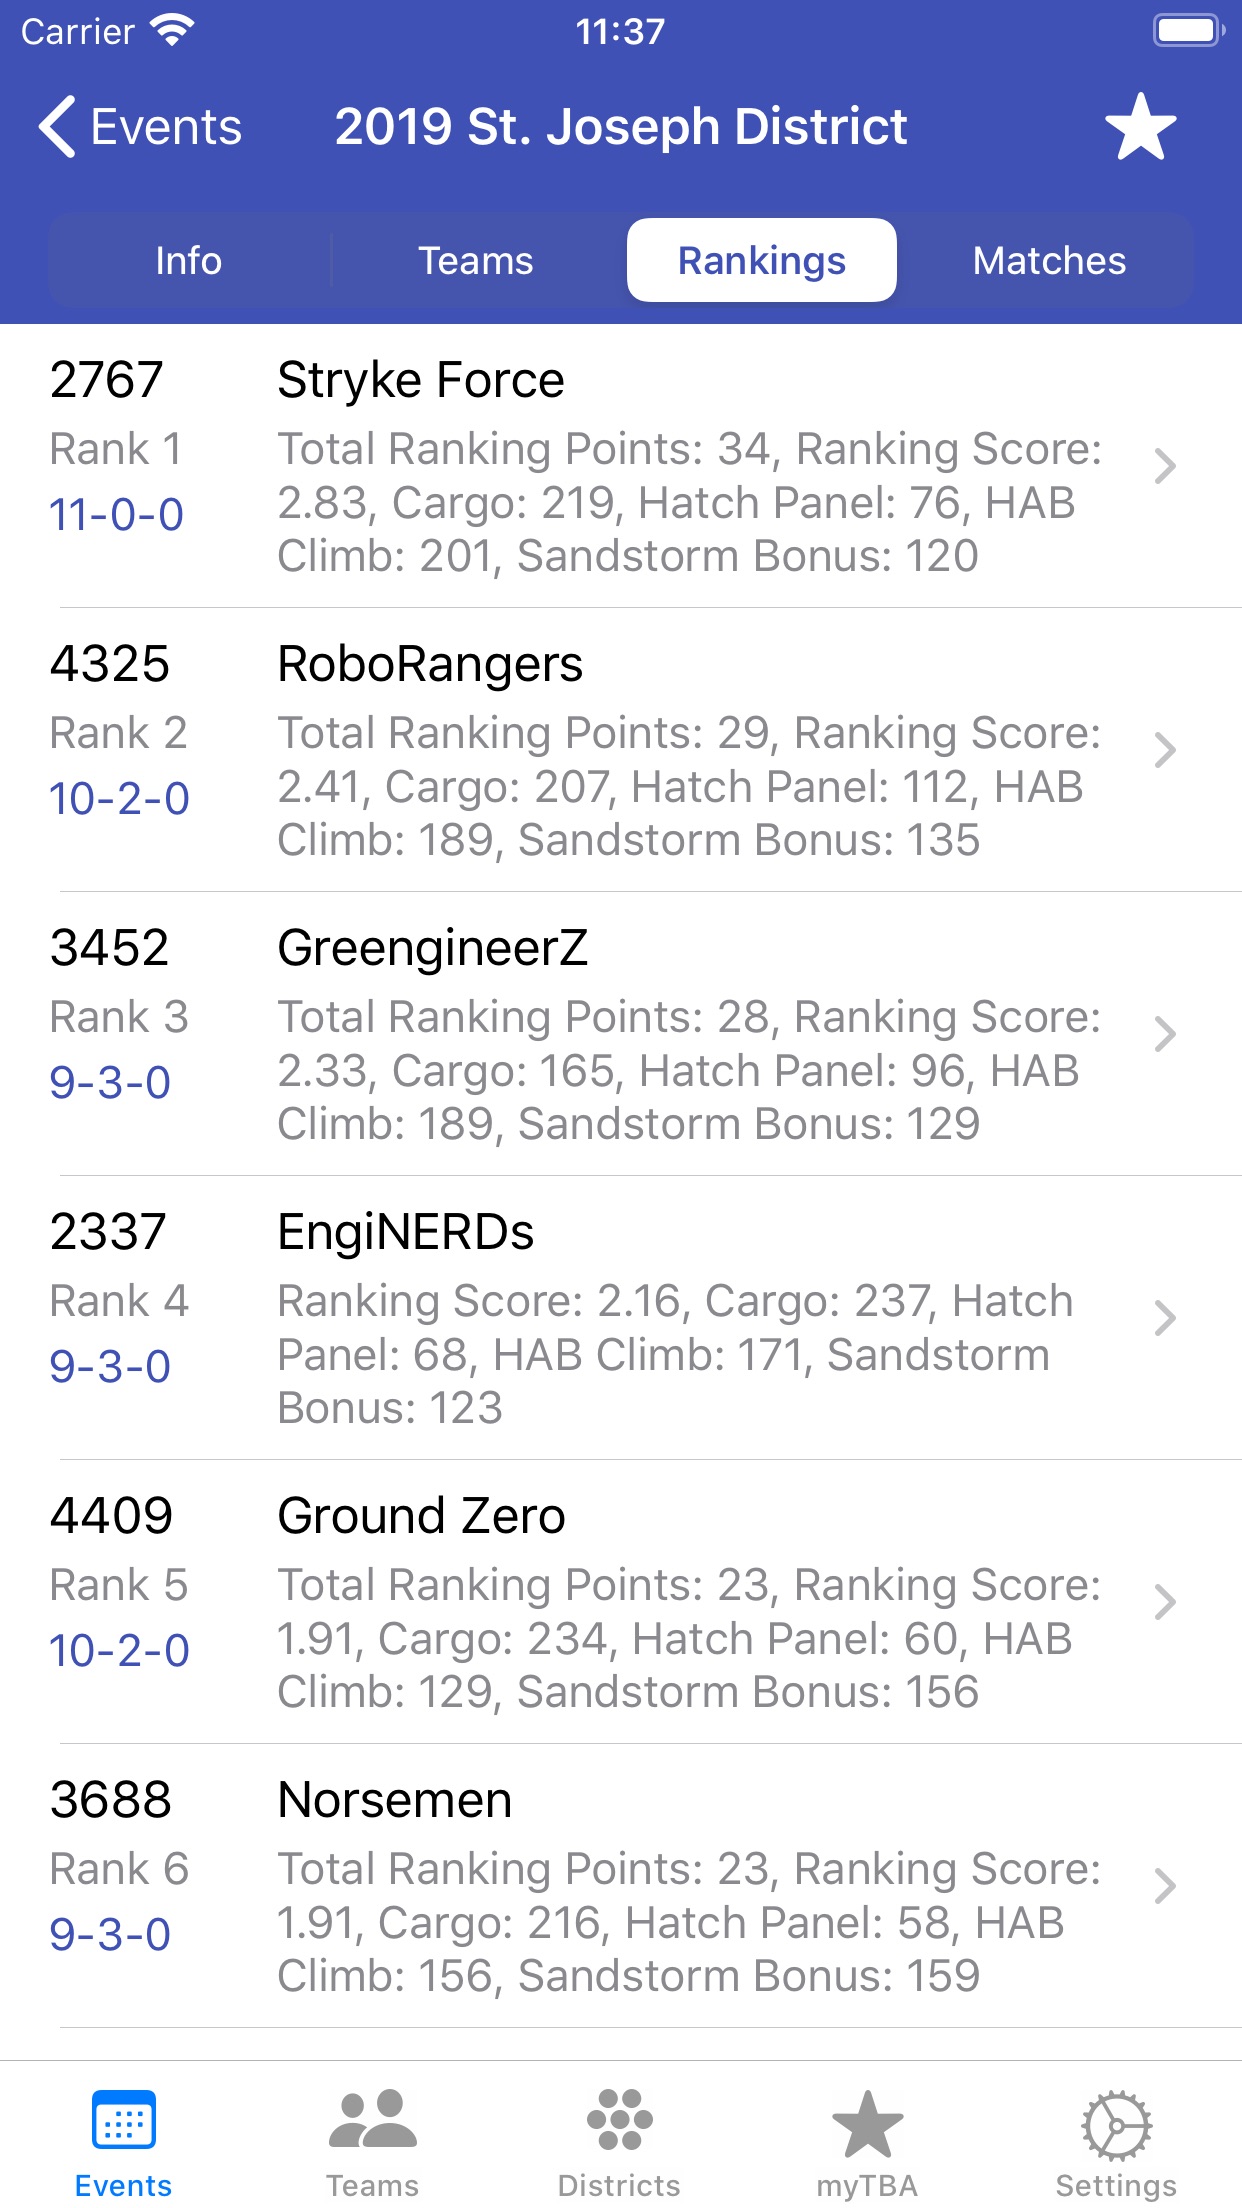 Carrier 11:37
Events 2019 St. Joseph District
Info Teams Rankings Matches
2767 Stryke Force
Rank 1 Total Ranking Points: 34, Ranking Score:
11-0-0 2.83, Cargo: 219, Hatch Panel: 76, HAB
Climb: 201, Sandstorm Bonus: 120
4325 RoboRangers
Rank 2 Total Ranking Points: 29, Ranking Score:
10-2-0 2.41, Cargo: 207, Hatch Panel: 112, HAB
Climb: 189, Sandstorm Bonus: 135
3452 GreengineerZ
Rank 3 Total Ranking Points: 28, Ranking Score:
9-3-0 2.33, Cargo: 165, Hatch Panel: 96, HAB
Climb: 189, Sandstorm Bonus: 129
2337 EngiNERDs
Rank 4 Ranking Score: 2.16, Cargo: 237, Hatch
9-3-0 Panel: 68, HAB Climb: 171, Sandstorm
Bonus: 123
4409 Ground Zero
Rank 5 Total Ranking Points: 23, Ranking Score:
10-2-0 1.91, Cargo: 234, Hatch Panel: 60, HAB
Climb: 129, Sandstorm Bonus: 156
3688 Norsemen
Rank 6 Total Ranking Points: 23, Ranking Score:
9-3-0 1.91, Cargo: 216, Hatch Panel: 58, HAB
Climb: 156, Sandstorm Bonus: 159
Events Teams Districts myTBA Settings